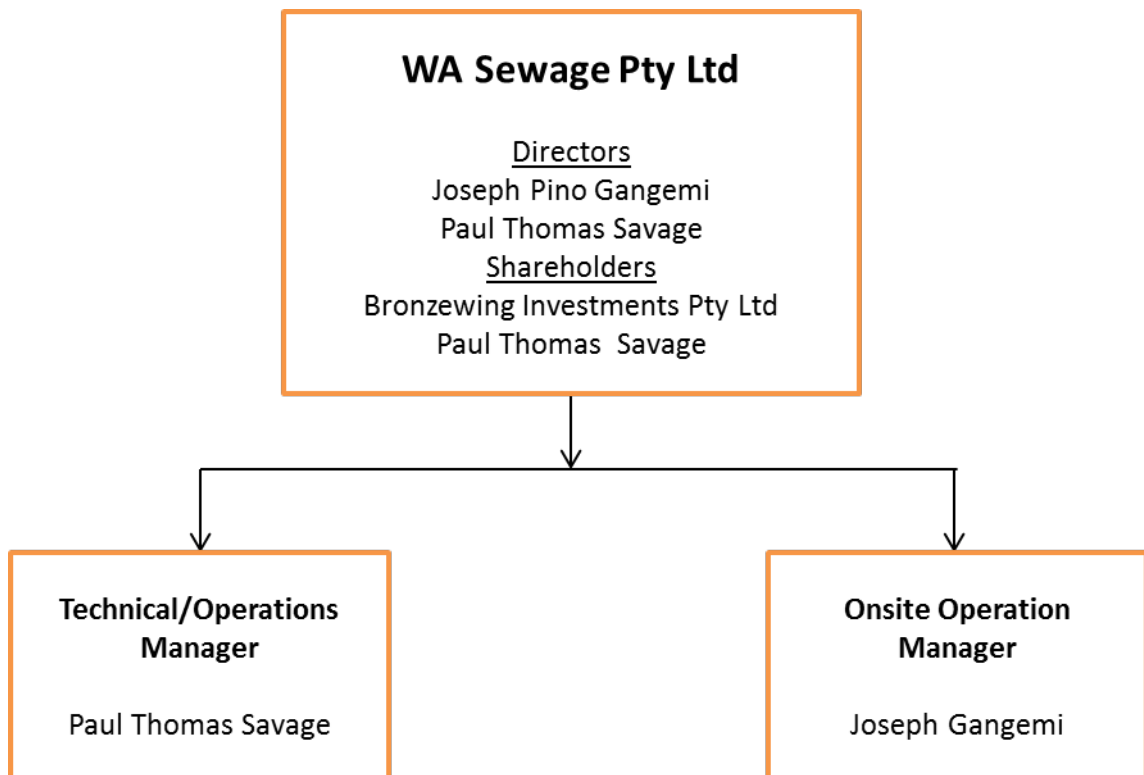 WA Sewage Pty Ltd
Directors
Joseph Pino Gangemi
Paul Thomas Savage
Shareholders
Bronzewing Investments Pty Ltd
Paul Thomas  Savage
Technical/Operations
Manager
Paul Thomas Savage
Onsite Operation
Manager
Joseph Gangemi